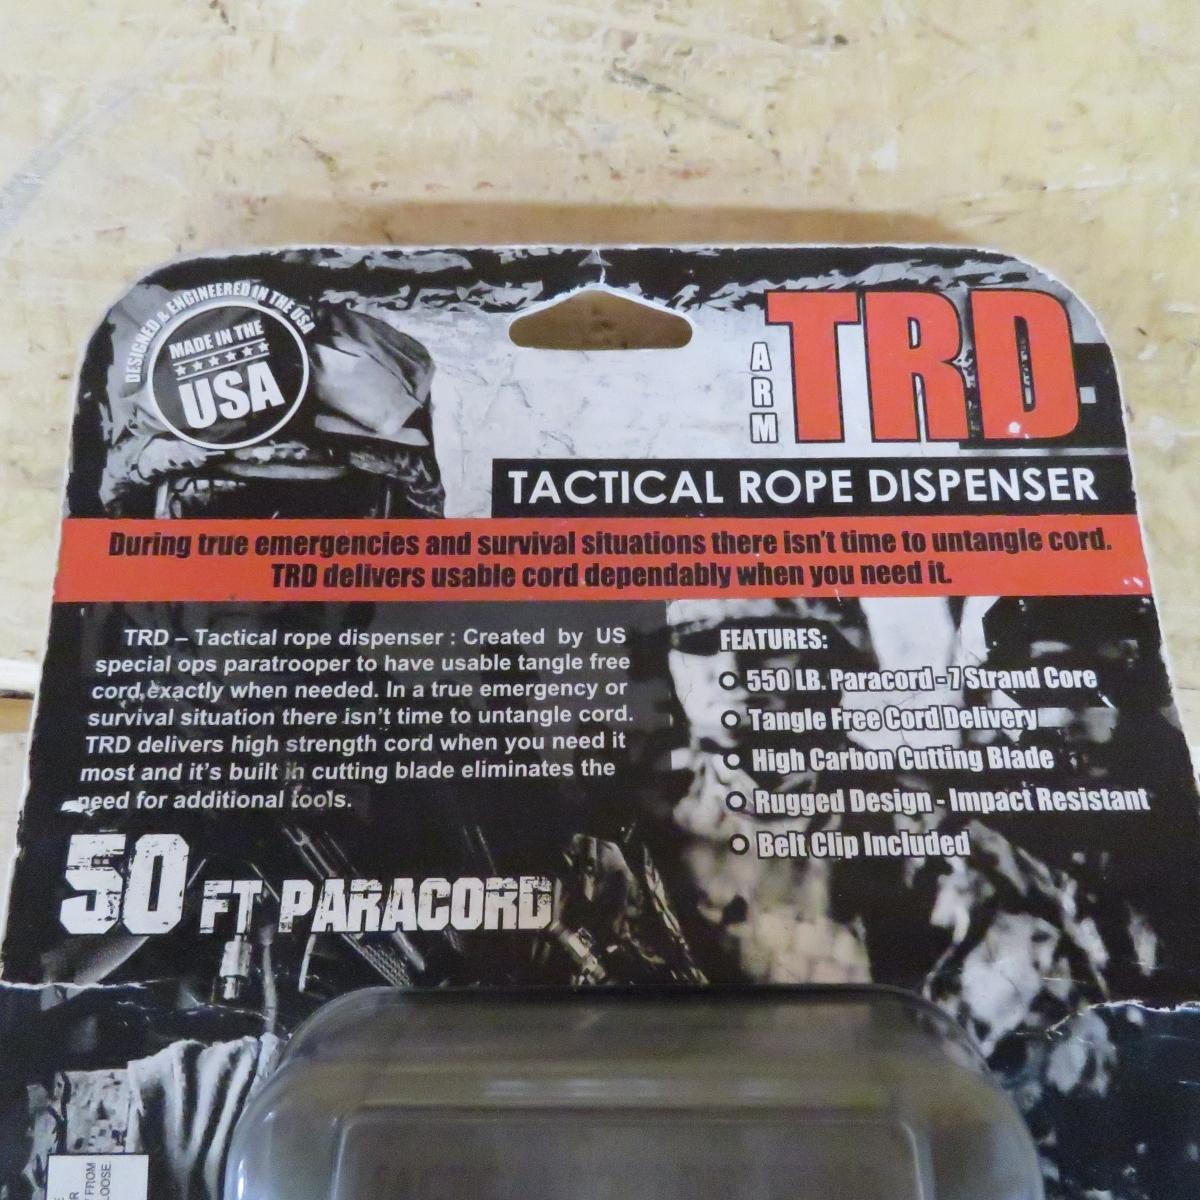 DESIGNED & ENGINEERED IN THE USA
MADE IN THE
USA
ARM
TRD
TACTICAL ROPE DISPENSER
During true emergencies and survival situations there isn't time to untangle cord.
TRD delivers usable cord dependably when you need it.
TRD – Tactical rope dispenser : Created by US
special ops paratrooper to have usable tangle free
cord, exactly when needed. In a true emergency or
survival situation there isn't time to untangle cord.
TRD delivers high strength cord when you need it
most and it's built in cutting blade eliminates the
need for additional tools.
50 FT PARACORD
FEATURES:
550 LB. Paracord - 7 Strand Core
Tangle Free Cord Delivery
High Carbon Cutting Blade
Rugged Design - Impact Resistant
Belt Clip Included
FROM
LOOSE.